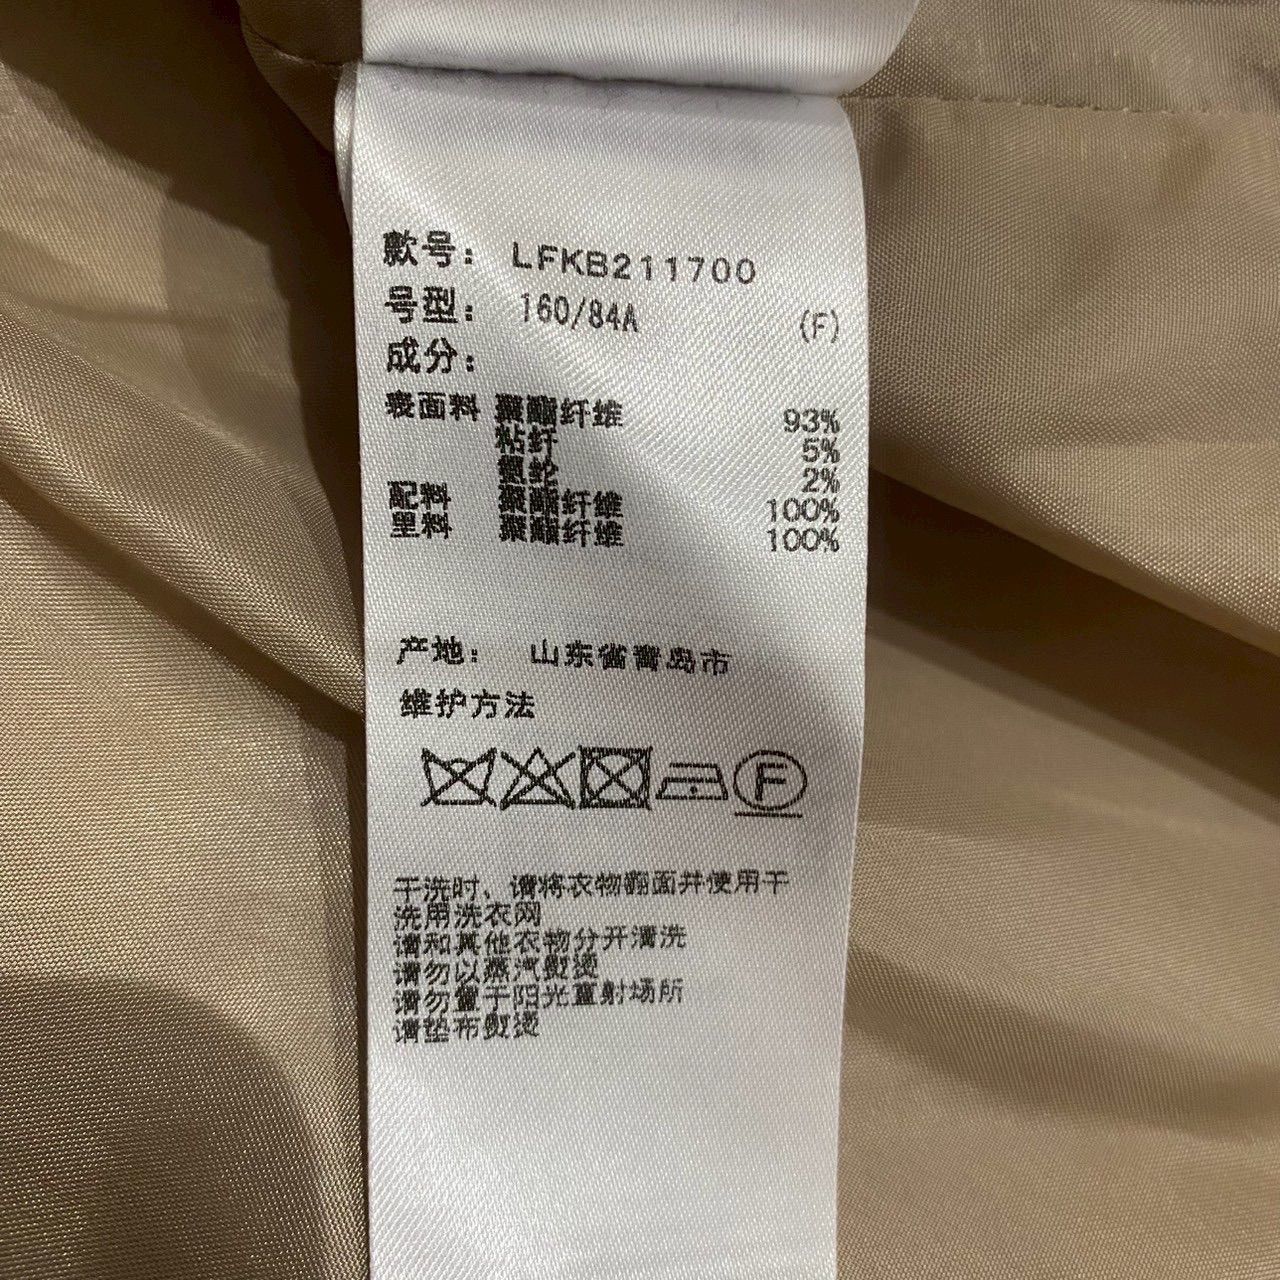 款号： LFKB211700
号型： 160/84A (F)
成分：
表面料 聚酯纤维 93%
粘纤 5%
氨纶 2%
配料 聚酯纤维 100%
里料 聚酯纤维 100%
产地： 山东省青岛市
维护方法
F
干洗时、请将衣物翻面并使用干
洗用洗衣网
请和其他衣物分开清洗
请勿以蒸汽熨烫
请勿置于阳光直射场所
请垫布熨烫